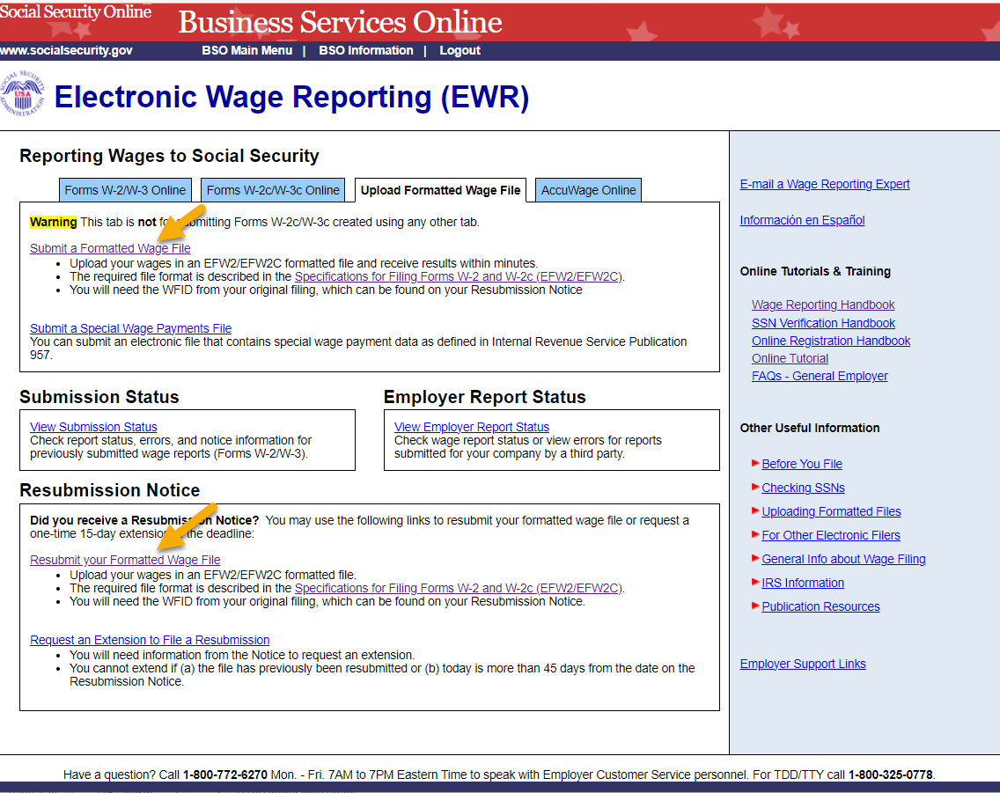 Social Security Online
Business Services Online
www.socialsecurity.gov
BSO Main Menu | BSO Information | Logout
SOCIAL SECURITY ADMINISTRATION
USA
Electronic Wage Reporting (EWR)
Reporting Wages to Social Security
Forms W-2/W-3 Online
Forms W-2c/W-3c Online
Upload Formatted Wage File
AccuWage Online
Warning This tab is not for submitting Forms W-2c/W-3c created using any other tab.
Submit a Formatted Wage File
• Upload your wages in an EFW2/EFW2C formatted file and receive results within minutes.
• The required file format is described in the Specifications for Filing Forms W-2 and W-2c (EFW2/EFW2C).
• You will need the WFID from your original filing, which can be found on your Resubmission Notice
Submit a Special Wage Payments File
You can submit an electronic file that contains special wage payment data as defined in Internal Revenue Service Publication
957.
Submission Status
View Submission Status
Check report status, errors, and notice information for
previously submitted wage reports (Forms W-2/W-3).
Employer Report Status
View Employer Report Status
Check wage report status or view errors for reports
submitted for your company by a third party.
Resubmission Notice
Did you receive a Resubmission Notice? You may use the following links to resubmit your formatted wage file or request a
one-time 15-day extension the deadline:
Resubmit your Formatted Wage File
• Upload your wages in an EFW2/EFW2C formatted file.
• The required file format is described in the Specifications for Filing Forms W-2 and W-2c (EFW2/EFW2C).
• You will need the WFID from your original filing, which can be found on your Resubmission Notice.
Request an Extension to File a Resubmission
• You will need information from the Notice to request an extension.
• You cannot extend if (a) the file has previously been resubmitted or (b) today is more than 45 days from the date on the
Resubmission Notice.
E-mail a Wage Reporting Expert
Información en Español
Online Tutorials & Training
Wage Reporting Handbook
SSN Verification Handbook
Online Registration Handbook
Online Tutorial
FAQs - General Employer
Other Useful Information
Before You File
Checking SSNs
Uploading Formatted Files
For Other Electronic Filers
General Info about Wage Filing
IRS Information
Publication Resources
Employer Support Links
Have a question? Call 1-800-772-6270 Mon. - Fri. 7AM to 7PM Eastern Time to speak with Employer Customer Service personnel. For TDD/TTY call 1-800-325-0778.